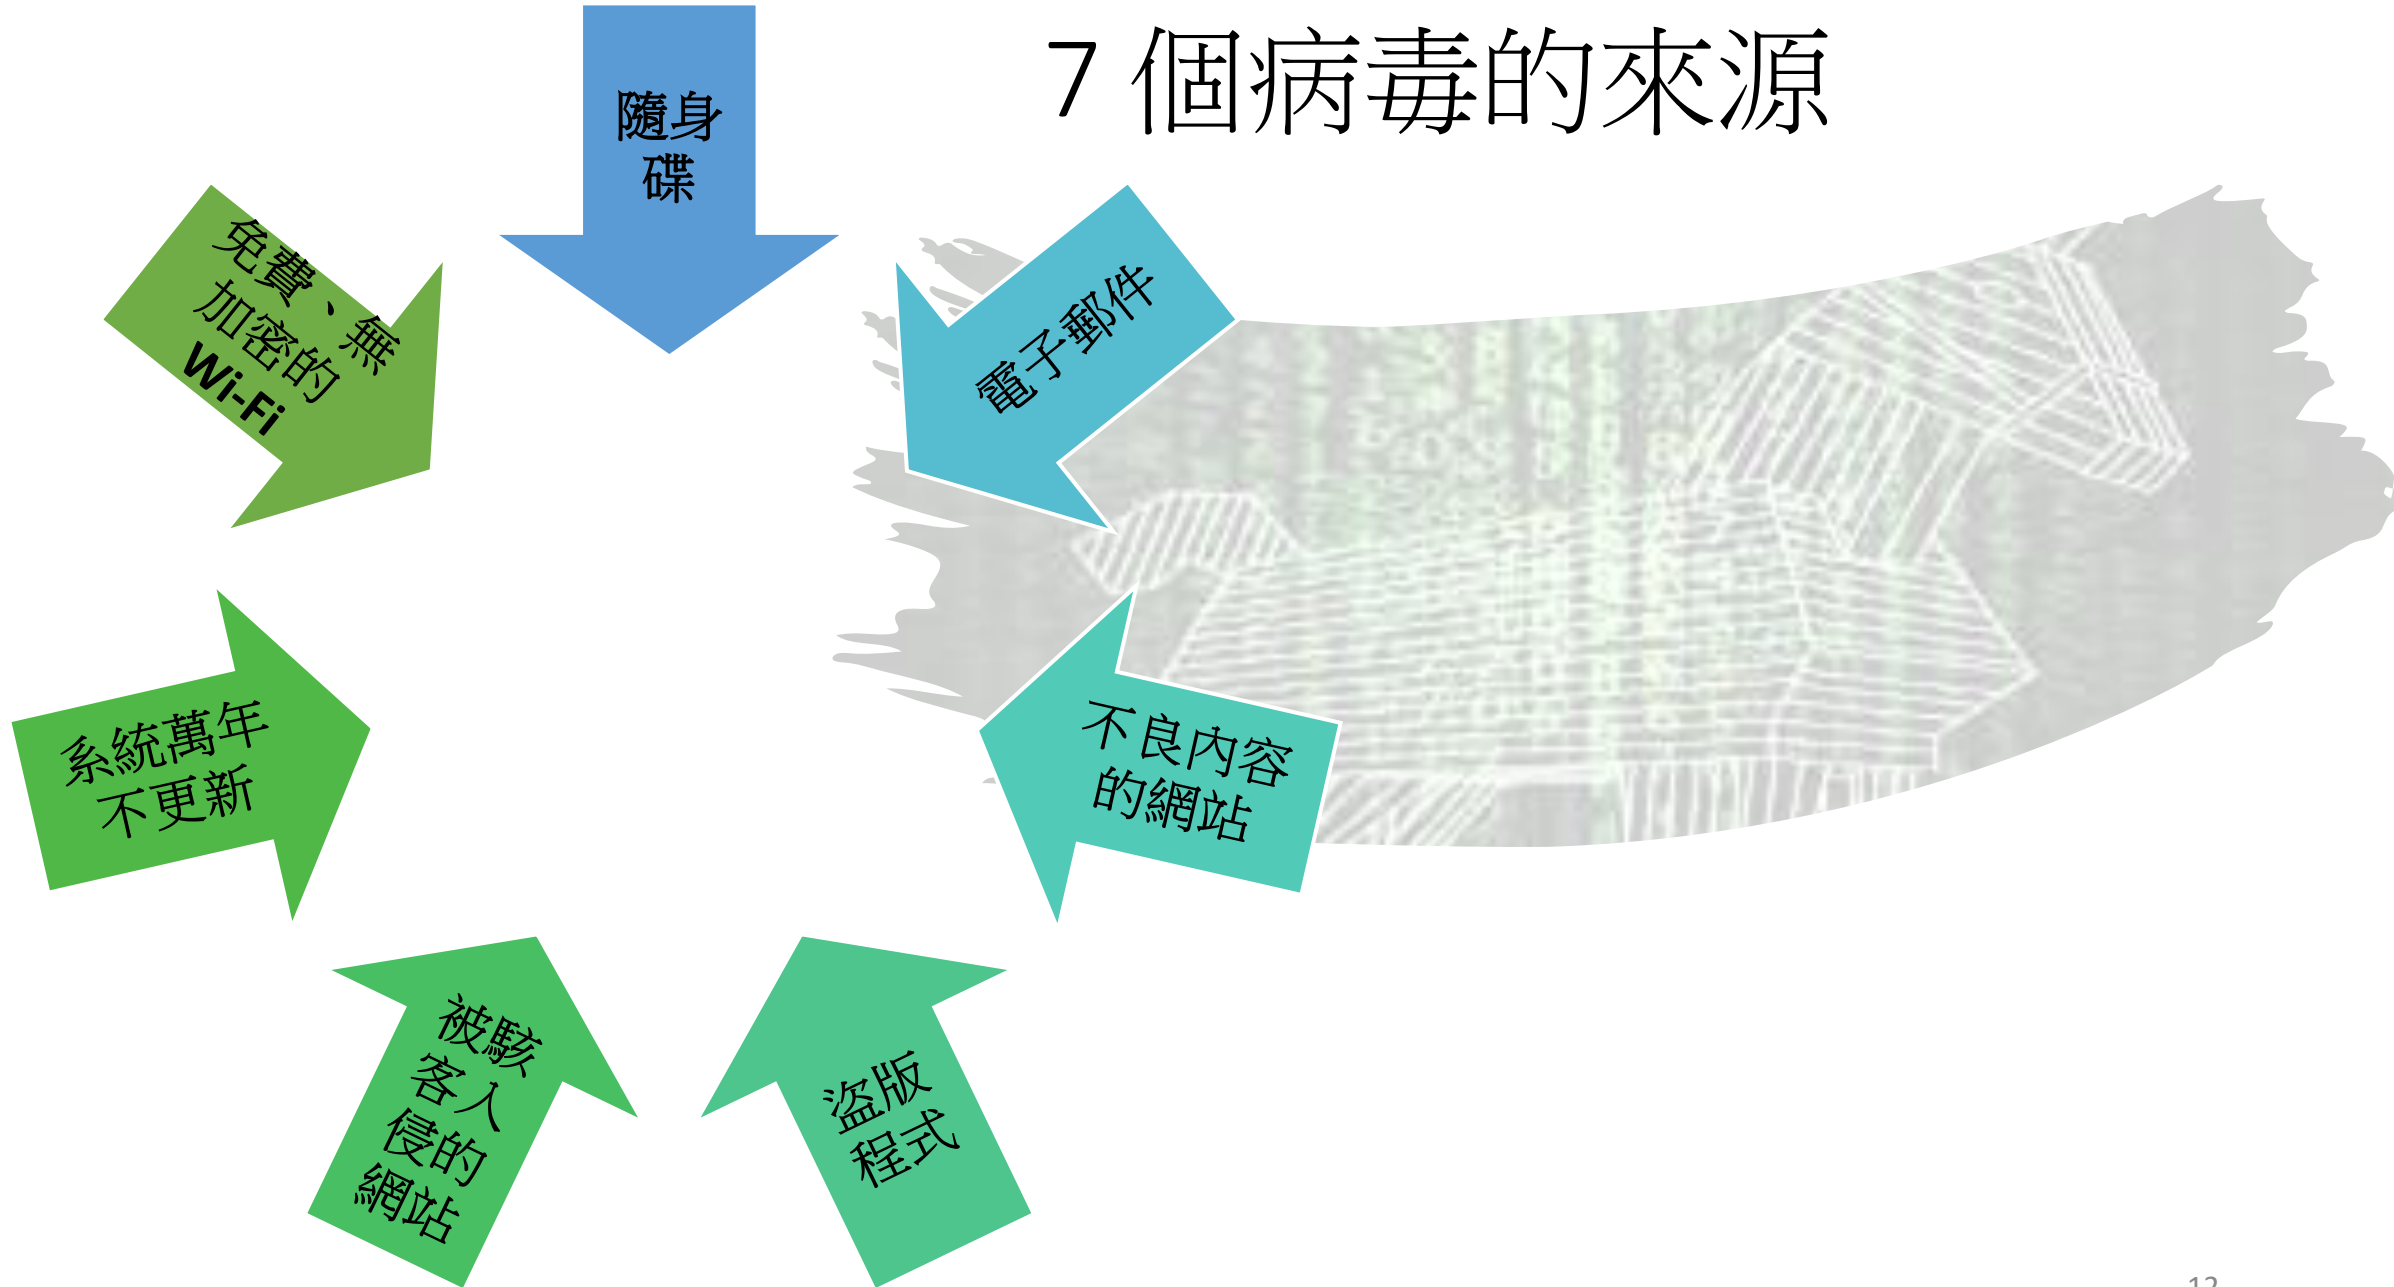 7 個病毒的來源
隨身
碟
電子郵件
不良內容
的網站
盜版
程式
被駭
客入
侵的
網站
系統萬年
不更新
免費、無
加密的
Wi-Fi
12